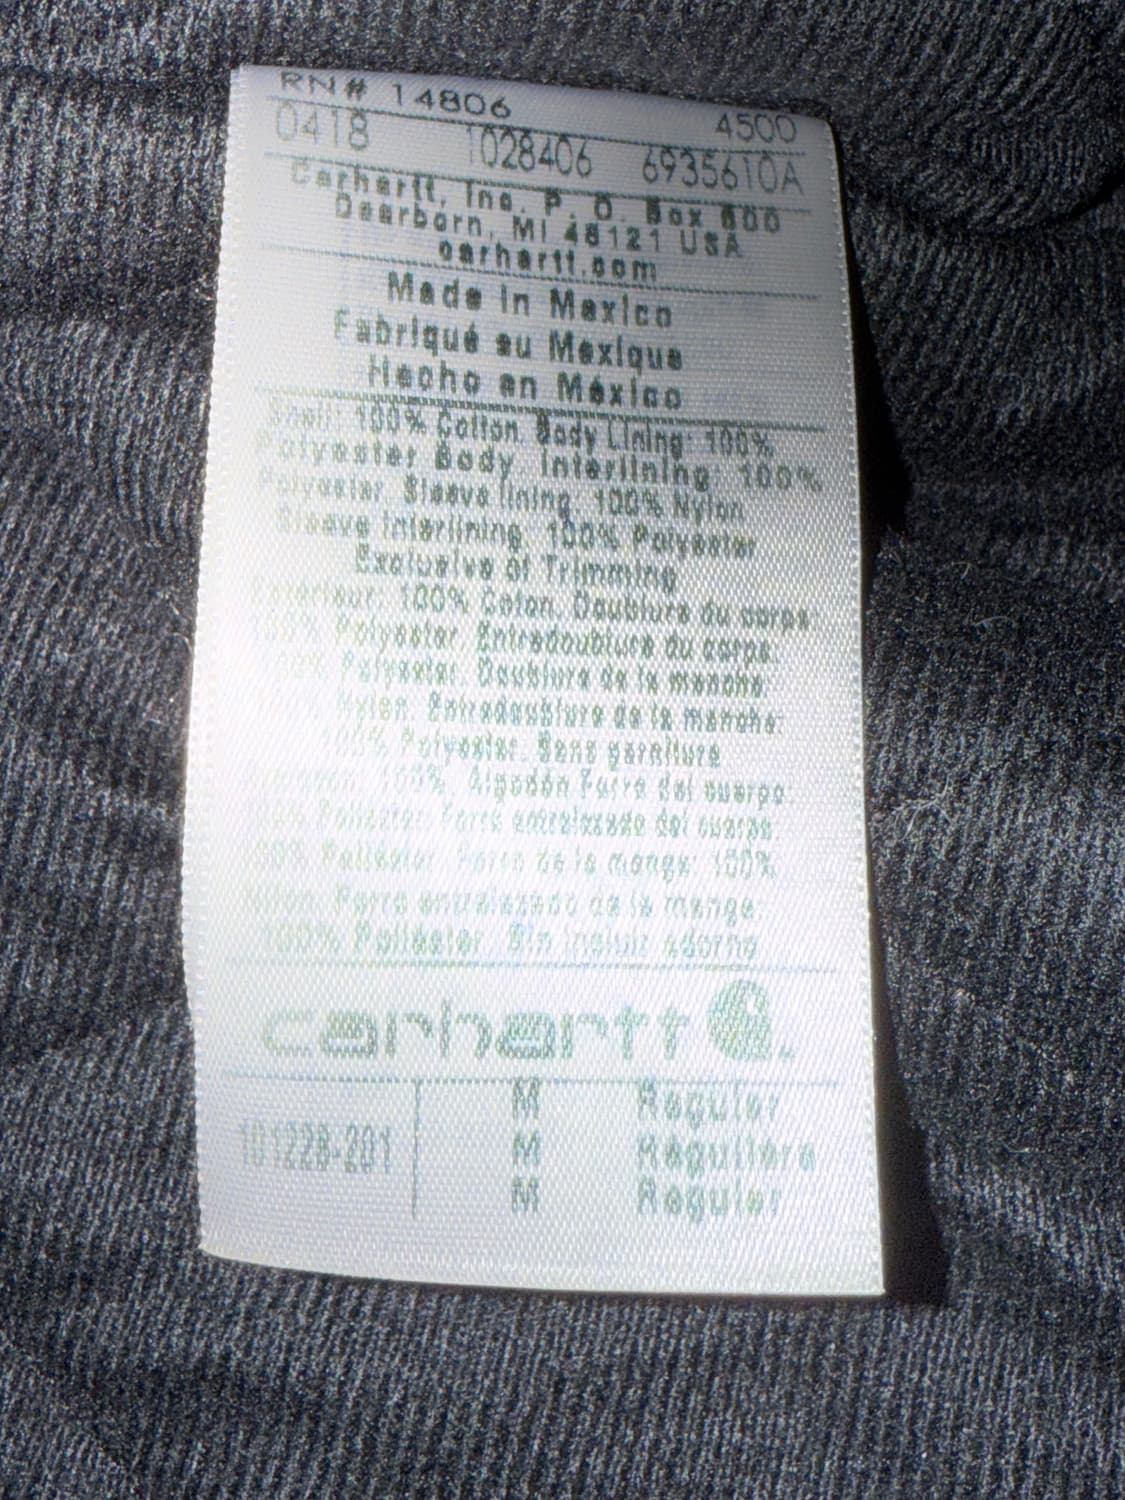 RN# 14806 4500
0418 1028406 6935610A
Carhartt, Inc. P. O. Box 600
Dearborn, MI 48121 USA
carhartt.com
Made in Mexico
Fabriqué au Mexique
Hecho en México
Shell: 100% Cotton. Body Lining: 100%
Polyester Body. Interlining: 100%
Polyester. Sleeve lining: 100% Nylon
Sleeve Interlining: 100% Polyester
Exclusive of Trimming
Extérieur: 100% Coton. Doublure du corps:
100% Polyester. Entredoublure du corps:
100% Polyester. Doublure de la manche:
Nylon. Entredoublure de la manche:
100% Polyester. Sans garniture
100% Algodón Forro del cuerpo:
Poliéster. Forro entrelazado del cuerpo:
100% Poliéster. Forro de la manga: 100%
Nilon. Forro entrelazado de la manga:
100% Poliéster. Sin incluir adorno
carhartt
M Regular
101228-201 M Régulière
M Regular